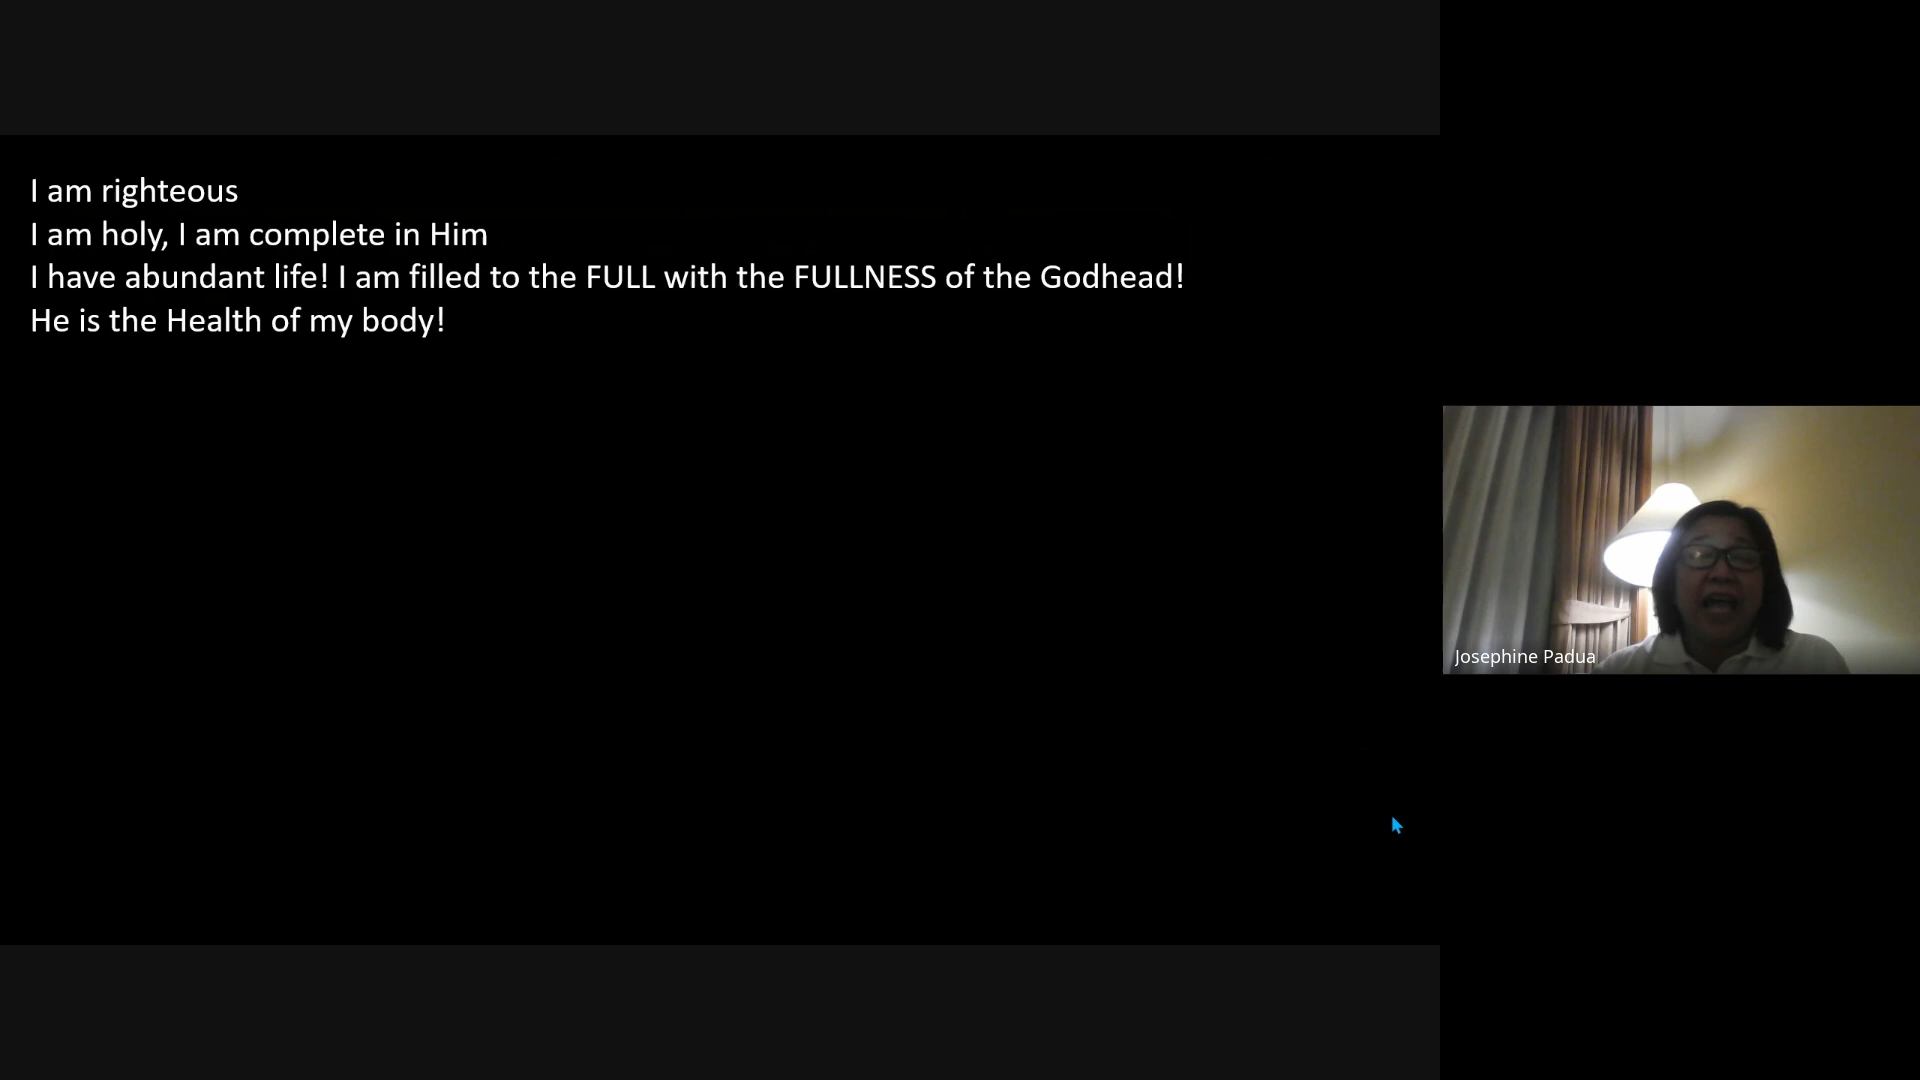 I am righteous
I am holy, I am complete in Him
I have abundant life! I am filled to the FULL with the FULLNESS of the Godhead!
He is the Health of my body!
Josephine Padua